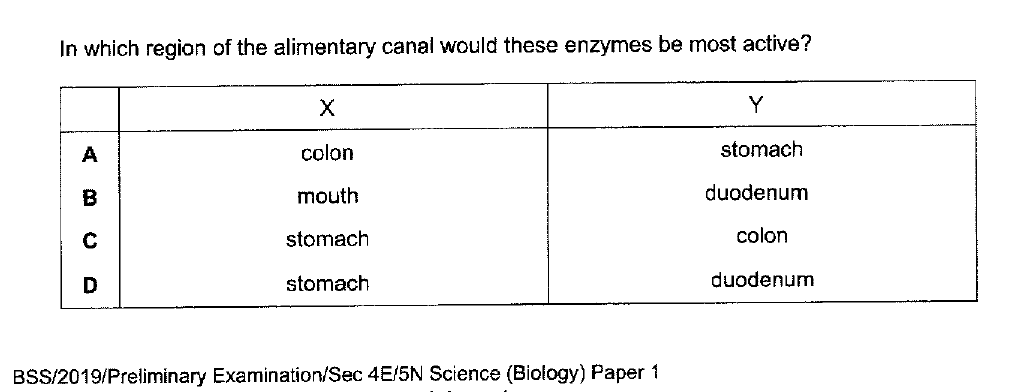 In which region of the alimentary canal would these enzymes be most active?
X Y
A colon stomach
B mouth duodenum
C stomach colon
D stomach duodenum
BSS/2019/Preliminary Examination/Sec 4E/5N Science (Biology) Paper 1